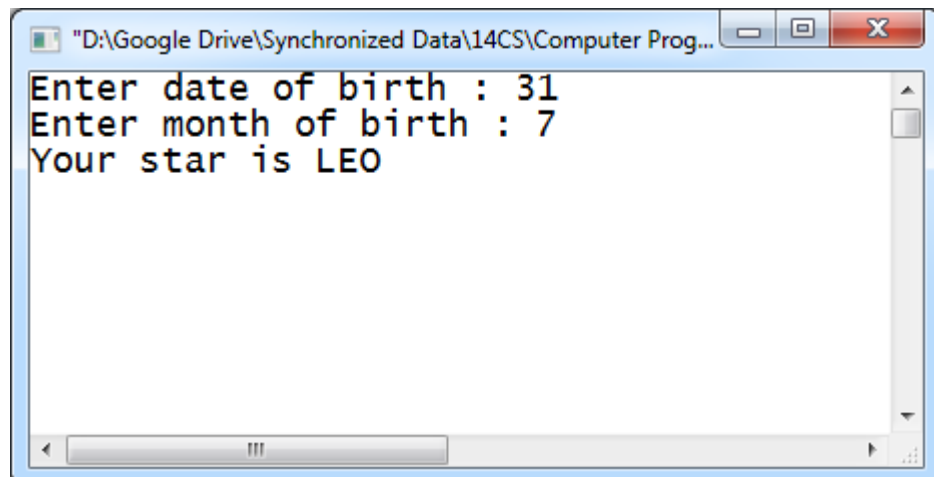 "D:\Google Drive\Synchronized Data\14CS\Computer Prog...
Enter date of birth : 31
Enter month of birth : 7
Your star is LEO